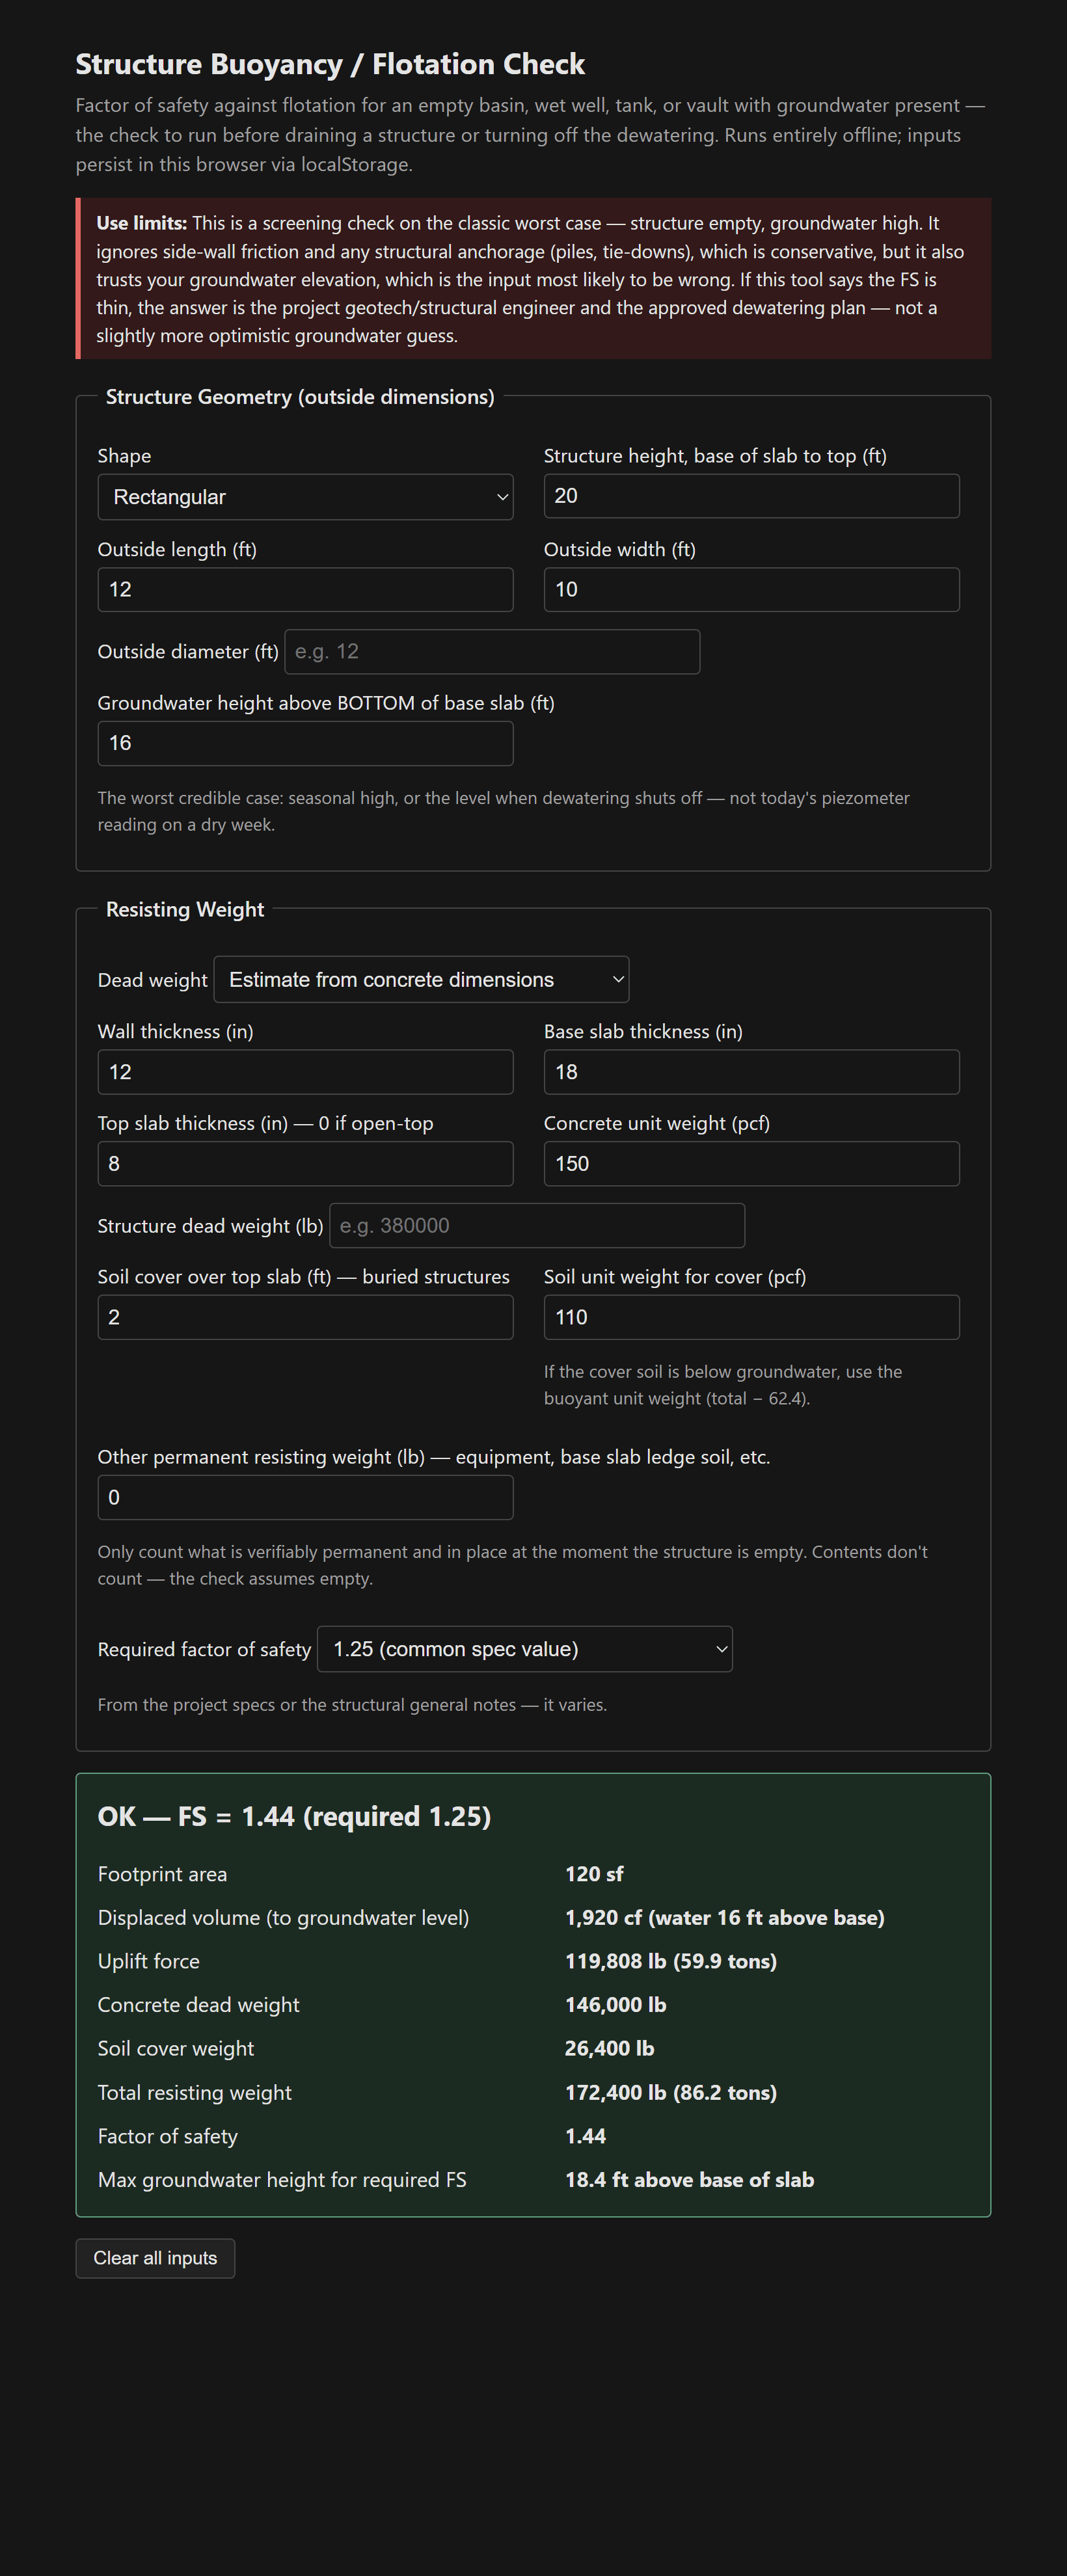 Structure Buoyancy / Flotation Check
Factor of safety against flotation for an empty basin, wet well, tank, or vault with groundwater present —
the check to run before draining a structure or turning off the dewatering. Runs entirely offline; inputs
persist in this browser via localStorage.
Use limits: This is a screening check on the classic worst case — structure empty, groundwater high. It
ignores side-wall friction and any structural anchorage (piles, tie-downs), which is conservative, but it also
trusts your groundwater elevation, which is the input most likely to be wrong. If this tool says the FS is
thin, the answer is the project geotech/structural engineer and the approved dewatering plan — not a
slightly more optimistic groundwater guess.
Structure Geometry (outside dimensions)
Shape
Rectangular
Structure height, base of slab to top (ft)
20
Outside length (ft)
12
Outside width (ft)
10
Outside diameter (ft) e.g. 12
Groundwater height above BOTTOM of base slab (ft)
16
The worst credible case: seasonal high, or the level when dewatering shuts off — not today's piezometer
reading on a dry week.
Resisting Weight
Dead weight Estimate from concrete dimensions
Wall thickness (in)
12
Base slab thickness (in)
18
Top slab thickness (in) — 0 if open-top
8
Concrete unit weight (pcf)
150
Structure dead weight (lb) e.g. 380000
Soil cover over top slab (ft) — buried structures
2
Soil unit weight for cover (pcf)
110
If the cover soil is below groundwater, use the
buoyant unit weight (total − 62.4).
Other permanent resisting weight (lb) — equipment, base slab ledge soil, etc.
0
Only count what is verifiably permanent and in place at the moment the structure is empty. Contents don't
count — the check assumes empty.
Required factor of safety 1.25 (common spec value)
From the project specs or the structural general notes — it varies.
OK — FS = 1.44 (required 1.25)
Footprint area 120 sf
Displaced volume (to groundwater level) 1,920 cf (water 16 ft above base)
Uplift force 119,808 lb (59.9 tons)
Concrete dead weight 146,000 lb
Soil cover weight 26,400 lb
Total resisting weight 172,400 lb (86.2 tons)
Factor of safety 1.44
Max groundwater height for required FS 18.4 ft above base of slab
Clear all inputs